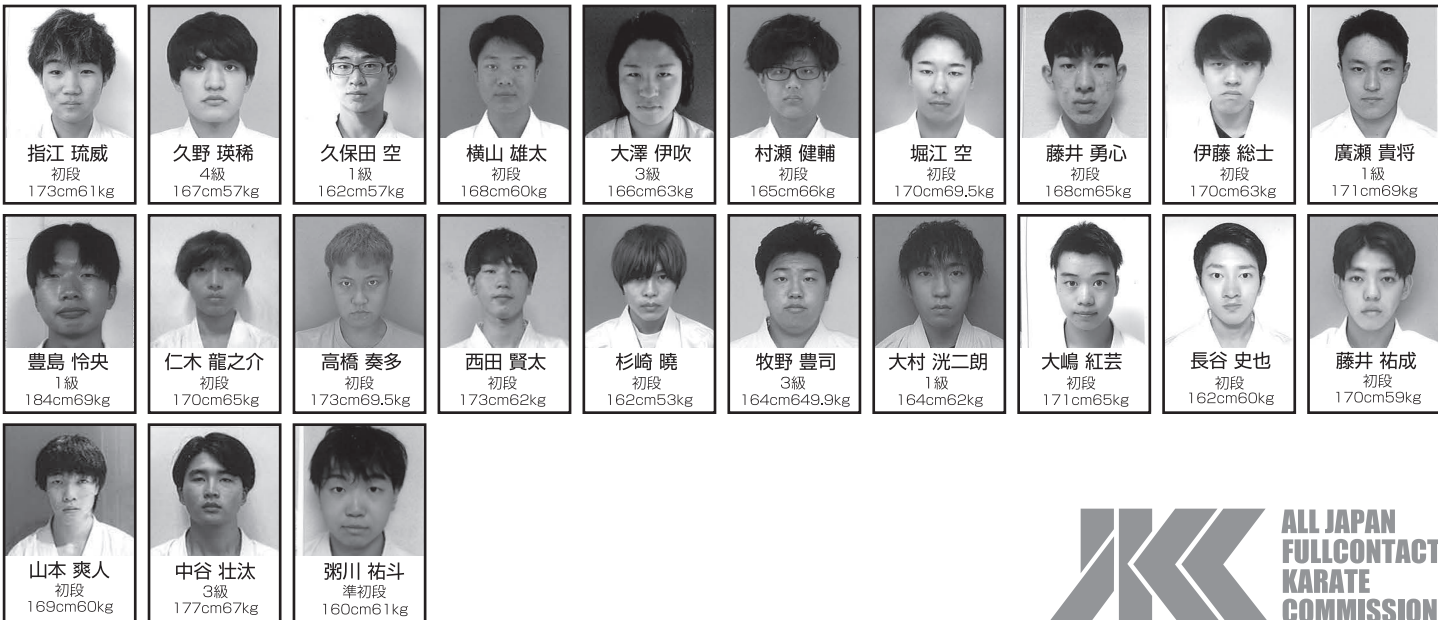 指江 琉威
初段
173cm61kg
久野 瑛稀
4級
167cm57kg
久保田 空
1級
162cm57kg
横山 雄太
初段
168cm60kg
大澤 伊吹
3級
166cm63kg
村瀬 健輔
初段
165cm66kg
堀江 空
初段
170cm69.5kg
藤井 勇心
初段
168cm65kg
伊藤 総士
初段
170cm63kg
廣瀬 貴将
1級
171cm69kg
豊島 怜央
1級
184cm69kg
仁木 龍之介
初段
170cm65kg
高橋 奏多
初段
173cm69.5kg
西田 賢太
初段
173cm62kg
杉崎 曉
初段
162cm53kg
牧野 豊司
3級
164cm649.9kg
大村 洸二朗
1級
164cm62kg
大嶋 紅芸
初段
171cm65kg
長谷 史也
初段
162cm60kg
藤井 祐成
初段
170cm59kg
山本 爽人
初段
169cm60kg
中谷 壮汰
3級
177cm67kg
粥川 祐斗
準初段
160cm61kg
ALL JAPAN
FULLCONTACT
KARATE
COMMISSION